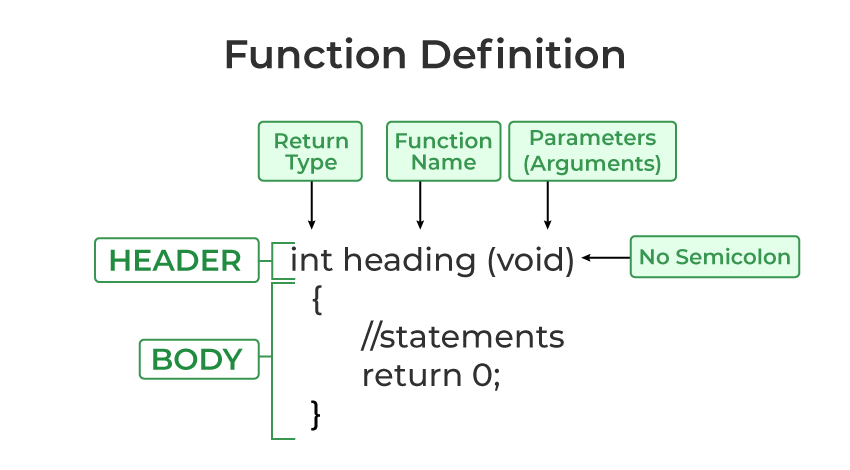 Function Definition
Return
Type
Function
Name
Parameters
(Arguments)
HEADER
int heading (void)
No Semicolon
{
BODY
//statements
return 0;
}